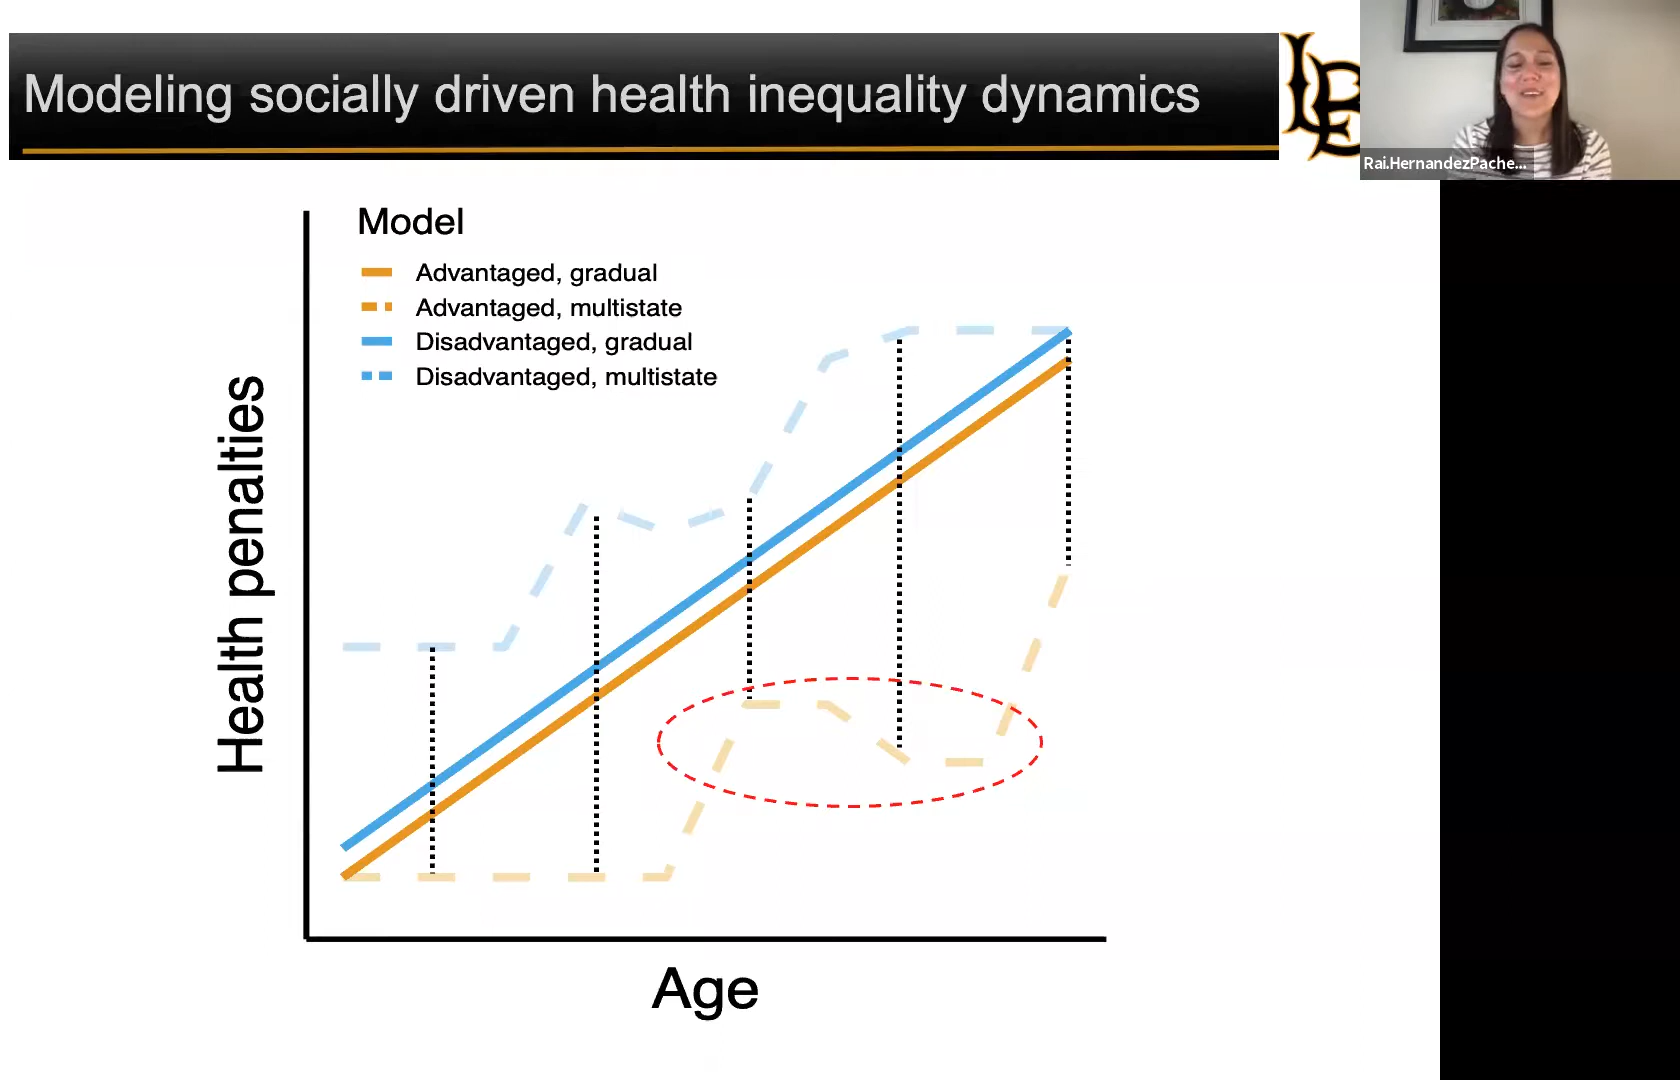 Modeling socially driven health inequality dynamics
LB
Rai.HernandezPache...
Model
Advantaged, gradual
Advantaged, multistate
Disadvantaged, gradual
Disadvantaged, multistate
Health penalties
Age